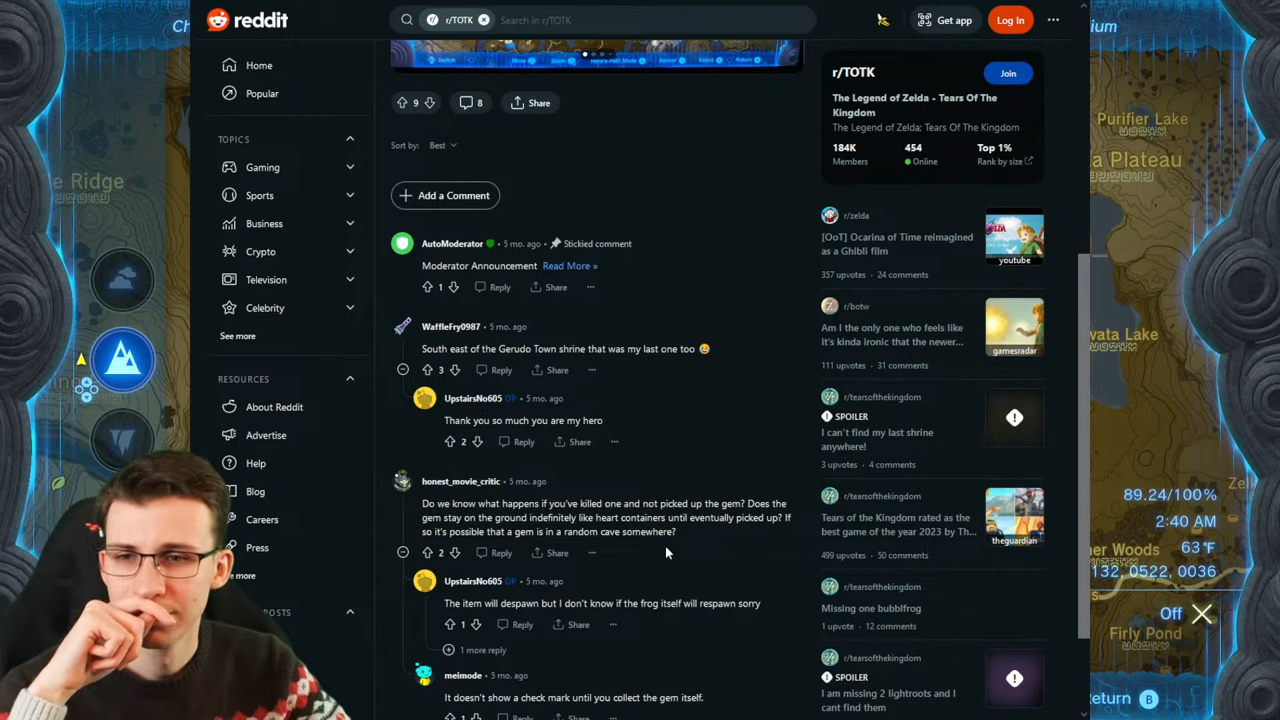 reddit
r/TOTK
Search in r/TOTK
Get app
Log In
Home
Popular
TOPICS
Gaming
Sports
Business
Crypto
Television
Celebrity
See more
RESOURCES
About Reddit
Advertise
Help
Blog
Careers
Press
9
8
Share
Sort by: Best
Add a Comment
AutoModerator 5 mo. ago • Stickied comment
Moderator Announcement Read More »
1 Reply Share
WaffleFry0987 • 5 mo. ago
South east of the Gerudo Town shrine that was my last one too 😂
3 Reply Share
UpstairsNo605 OP • 5 mo. ago
Thank you so much you are my hero
2 Reply Share
honest_movie_critic • 5 mo. ago
Do we know what happens if you've killed one and not picked up the gem? Does the
gem stay on the ground indefinitely like heart containers until eventually picked up? If
so it's possible that a gem is in a random cave somewhere?
2 Reply Share
UpstairsNo605 OP • 5 mo. ago
The item will despawn but I don't know if the frog itself will respawn sorry
1 Reply Share
1 more reply
meimode • 5 mo. ago
It doesn't show a check mark until you collect the gem itself.
1 Reply Share
r/TOTK
Join
The Legend of Zelda - Tears Of The
Kingdom
The Legend of Zelda: Tears Of The Kingdom
184K 454 Top 1%
Members Online Rank by size
r/zelda
[OoT] Ocarina of Time reimagined
as a Ghibli film
youtube
357 upvotes • 24 comments
r/botw
Am I the only one who feels like
it's kinda ironic that the newer...
gamesradar
111 upvotes • 31 comments
r/tearsofthekingdom
SPOILER
I can't find my last shrine
anywhere!
3 upvotes • 4 comments
r/tearsofthekingdom
Tears of the Kingdom rated as the
best game of the year 2023 by Th...
theguardian
499 upvotes • 50 comments
r/tearsofthekingdom
Missing one bubblfrog
1 upvote • 12 comments
r/tearsofthekingdom
SPOILER
I am missing 2 lightroots and I
cant find them
Ridge
Purifier Lake
Plateau
Lake
89.24/100%
2:40 AM
63°F
Woods
0522, 0036
Off
Firly Pond
B